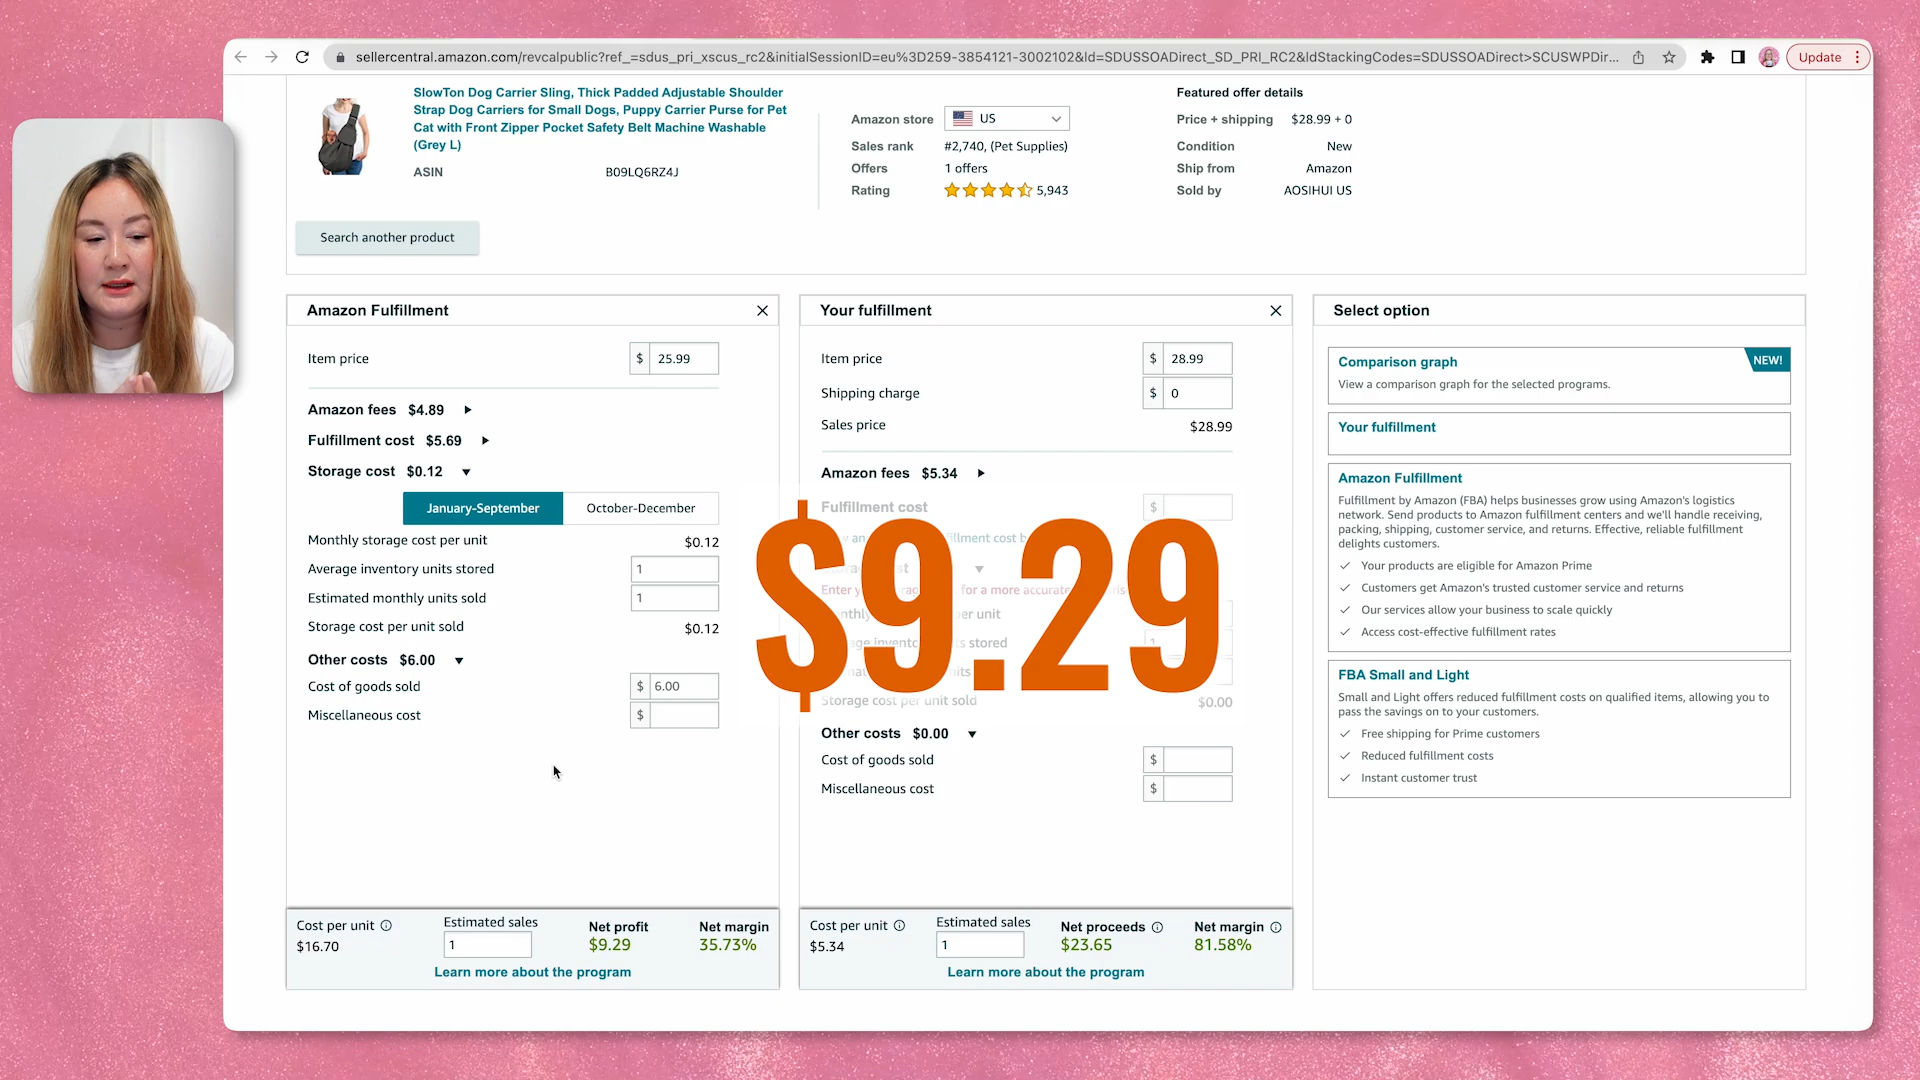 sellercentral.amazon.com/revcalpublic?ref_=sdus_pri_xscus_rc2&initialSessionID=eu%3D259-3854121-3002102&ld=SDUSSOADirect_SD_PRI_RC2&ldStackingCodes=SDUSSOADirect>SCUSWPDir...
Update
SlowTon Dog Carrier Sling, Thick Padded Adjustable Shoulder
Strap Dog Carriers for Small Dogs, Puppy Carrier Purse for Pet
Cat with Front Zipper Pocket Safety Belt Machine Washable
(Grey L)
ASIN B09LQ6RZ4J
Search another product
Amazon store US
Sales rank #2,740, (Pet Supplies)
Offers 1 offers
Rating 5,943
Featured offer details
Price + shipping $28.99 + 0
Condition New
Ship from Amazon
Sold by AOSIHUI US
Amazon Fulfillment
Item price $ 25.99
Amazon fees $4.89
Fulfillment cost $5.69
Storage cost $0.12
January-September October-December
Monthly storage cost per unit $0.12
Average inventory units stored 1
Estimated monthly units sold 1
Storage cost per unit sold $0.12
Other costs $6.00
Cost of goods sold $ 6.00
Miscellaneous cost $
Cost per unit
$16.70
Estimated sales
1
Net profit
$9.29
Net margin
35.73%
Learn more about the program
Your fulfillment
Item price $ 28.99
Shipping charge $ 0
Sales price $28.99
Amazon fees $5.34
Fulfillment cost $
$9.29
for a more accurate
per unit
stored
Storage cost per unit sold $0.00
Other costs $0.00
Cost of goods sold $
Miscellaneous cost $
Cost per unit
$5.34
Estimated sales
1
Net proceeds
$23.65
Net margin
81.58%
Learn more about the program
Select option
Comparison graph NEW!
View a comparison graph for the selected programs.
Your fulfillment
Amazon Fulfillment
Fulfillment by Amazon (FBA) helps businesses grow using Amazon's logistics
network. Send products to Amazon fulfillment centers and we'll handle receiving,
packing, shipping, customer service, and returns. Effective, reliable fulfillment
delights customers.
Your products are eligible for Amazon Prime
Customers get Amazon's trusted customer service and returns
Our services allow your business to scale quickly
Access cost-effective fulfillment rates
FBA Small and Light
Small and Light offers reduced fulfillment costs on qualified items, allowing you to
pass the savings on to your customers.
Free shipping for Prime customers
Reduced fulfillment costs
Instant customer trust